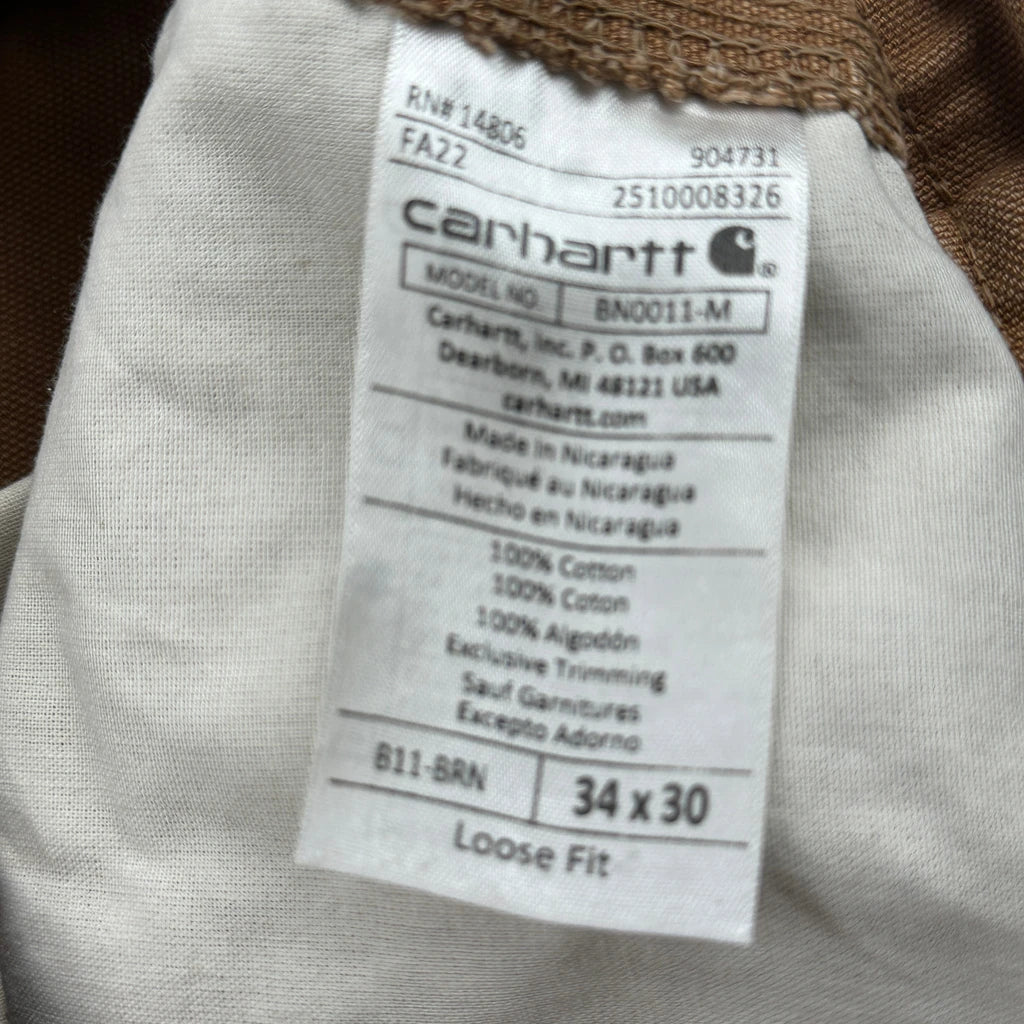 RN# 14806
904731
FA22
2510008326
carhartt ®
MODEL NO. BN0011-M
Carhartt, Inc. P. O. Box 600
Dearborn, MI 48121 USA
carhartt.com
Made in Nicaragua
Fabriqué au Nicaragua
Hecho en Nicaragua
100% Cotton
100% Coton
100% Algodón
Exclusive Trimming
Sauf Garnitures
Excepto Adorno
B11-BRN 34 x 30
Loose Fit